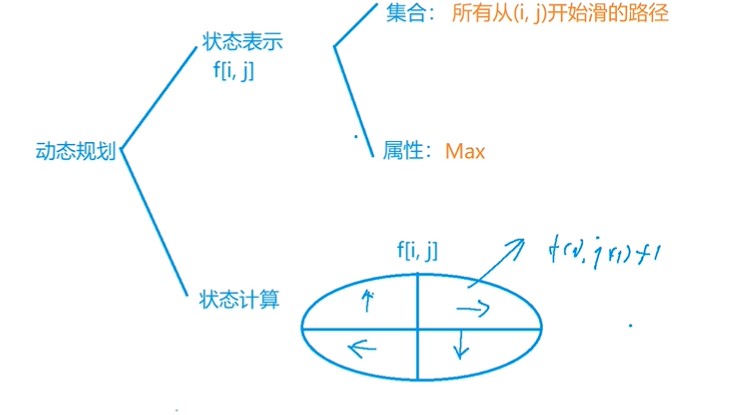 集合： 所有从(i, j)开始滑的路径
状态表示
f[i, j]
动态规划
属性：Max
f[i, j]
f(i, j+1)+1
状态计算